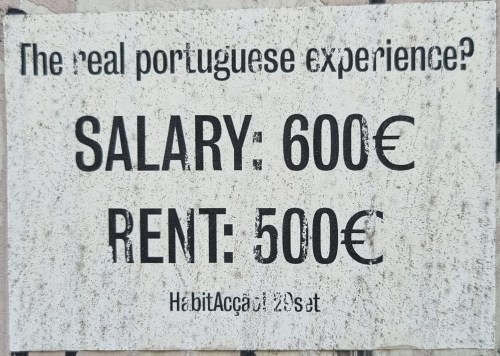 The real portuguese experience?
SALARY: 600€
RENT: 500€
HabitAcção! 29set